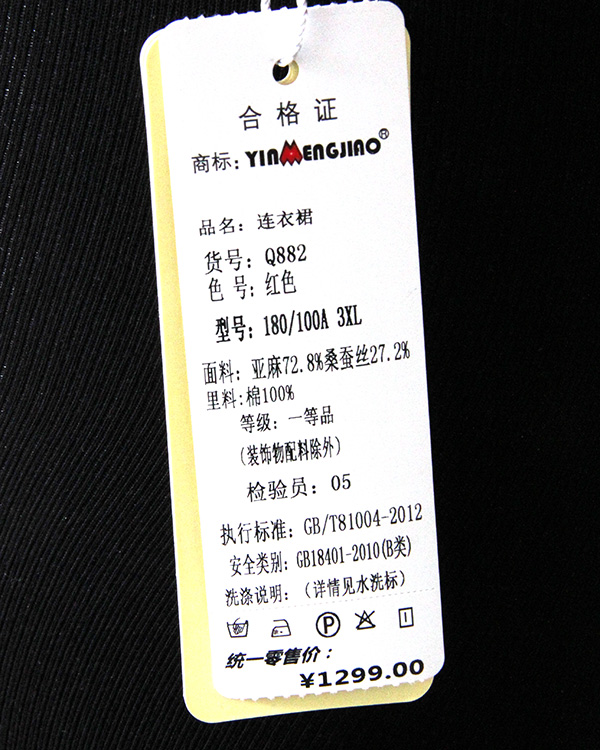 合格证
商标：YINMENGJIAO®
品名：连衣裙
货号：Q882
色号：红色
型号：180/100A 3XL
面料：亚麻72.8%桑蚕丝27.2%
里料：棉100%
等级：一等品
(装饰物配料除外)
检验员：05
执行标准：GB/T81004-2012
安全类别：GB18401-2010(B类)
洗涤说明：（详情见水洗标）
P
统一零售价：
¥1299.00